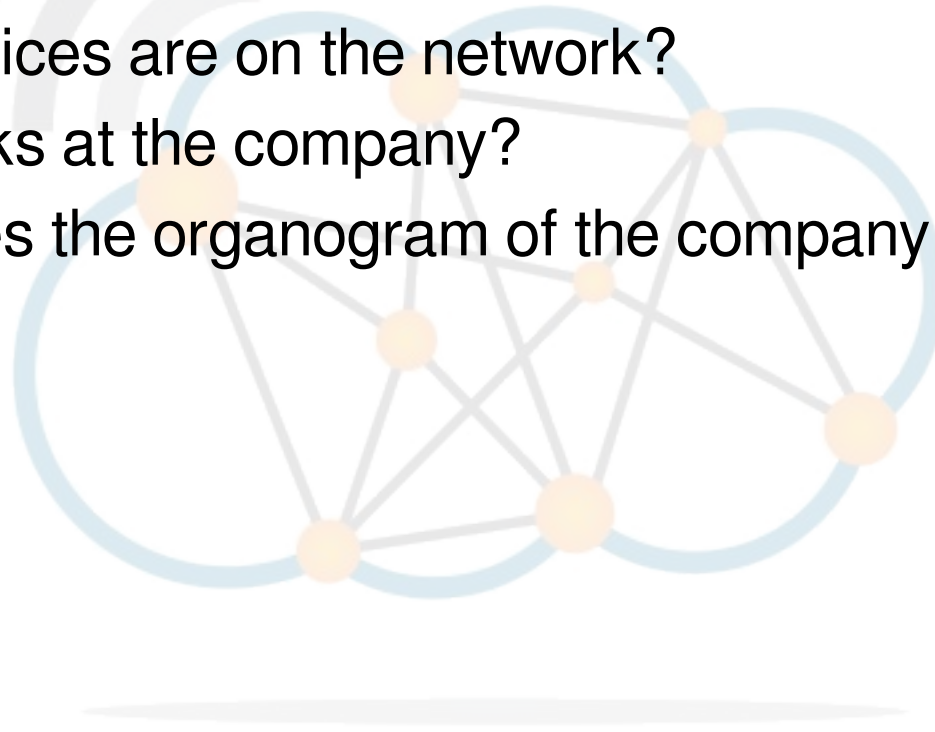 ices are on the network?
ks at the company?
s the organogram of the company